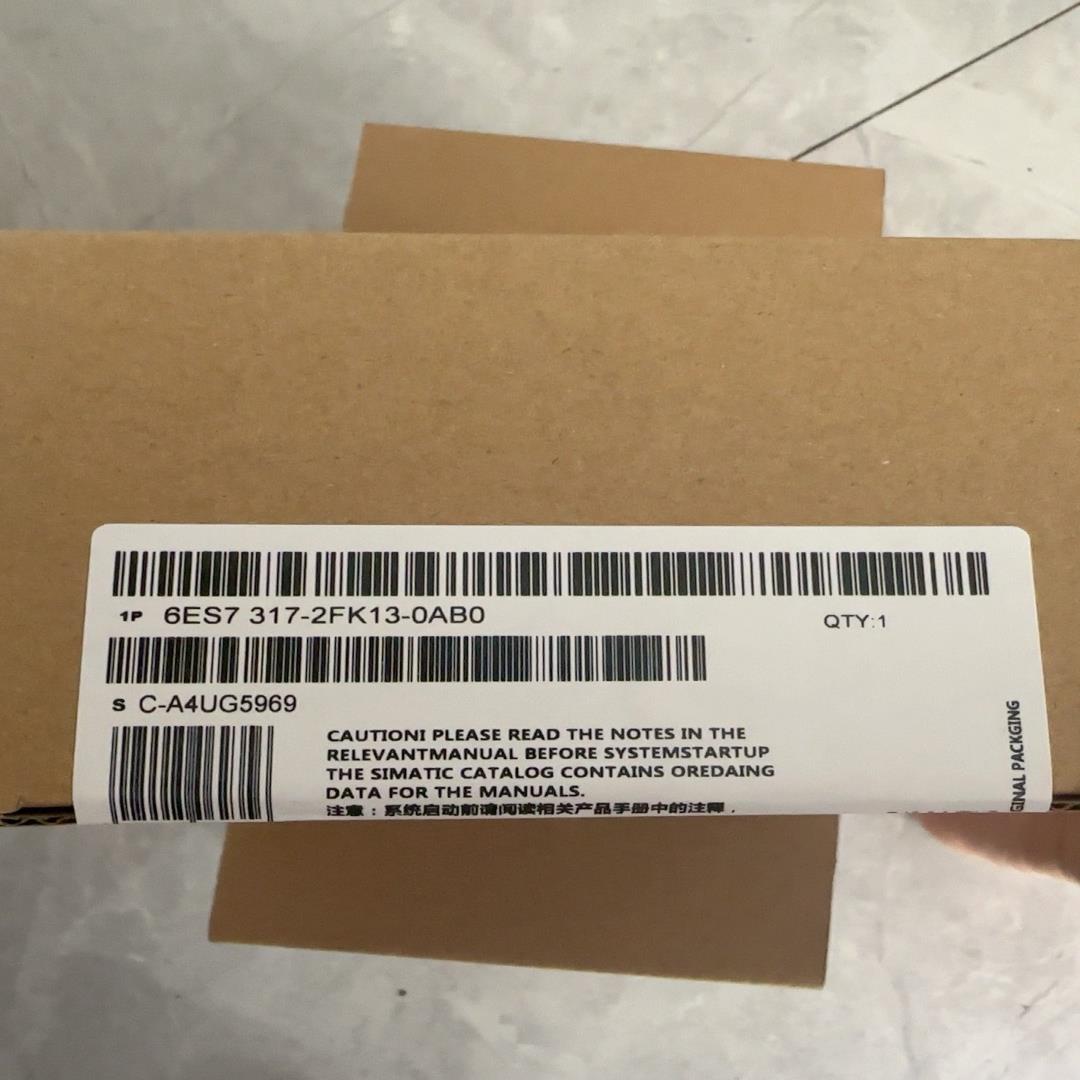 1P 6ES7 317-2FK13-0AB0
QTY:1
S C-A4UG5969
CAUTIONI PLEASE READ THE NOTES IN THE
RELEVANTMANUAL BEFORE SYSTEMSTARTUP
THE SIMATIC CATALOG CONTAINS OREDAING
DATA FOR THE MANUALS.
注意：系统启动前请阅读相关产品手册中的注释，
GINAL PACKGING